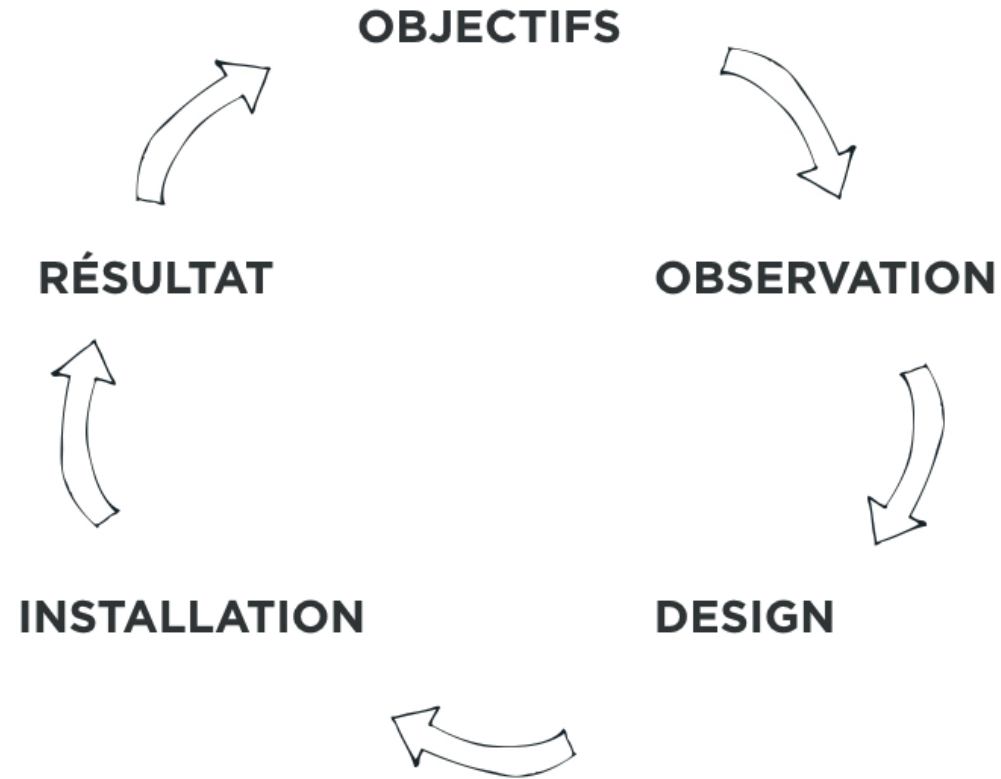 OBJECTIFS
RÉSULTAT
OBSERVATION
INSTALLATION
DESIGN